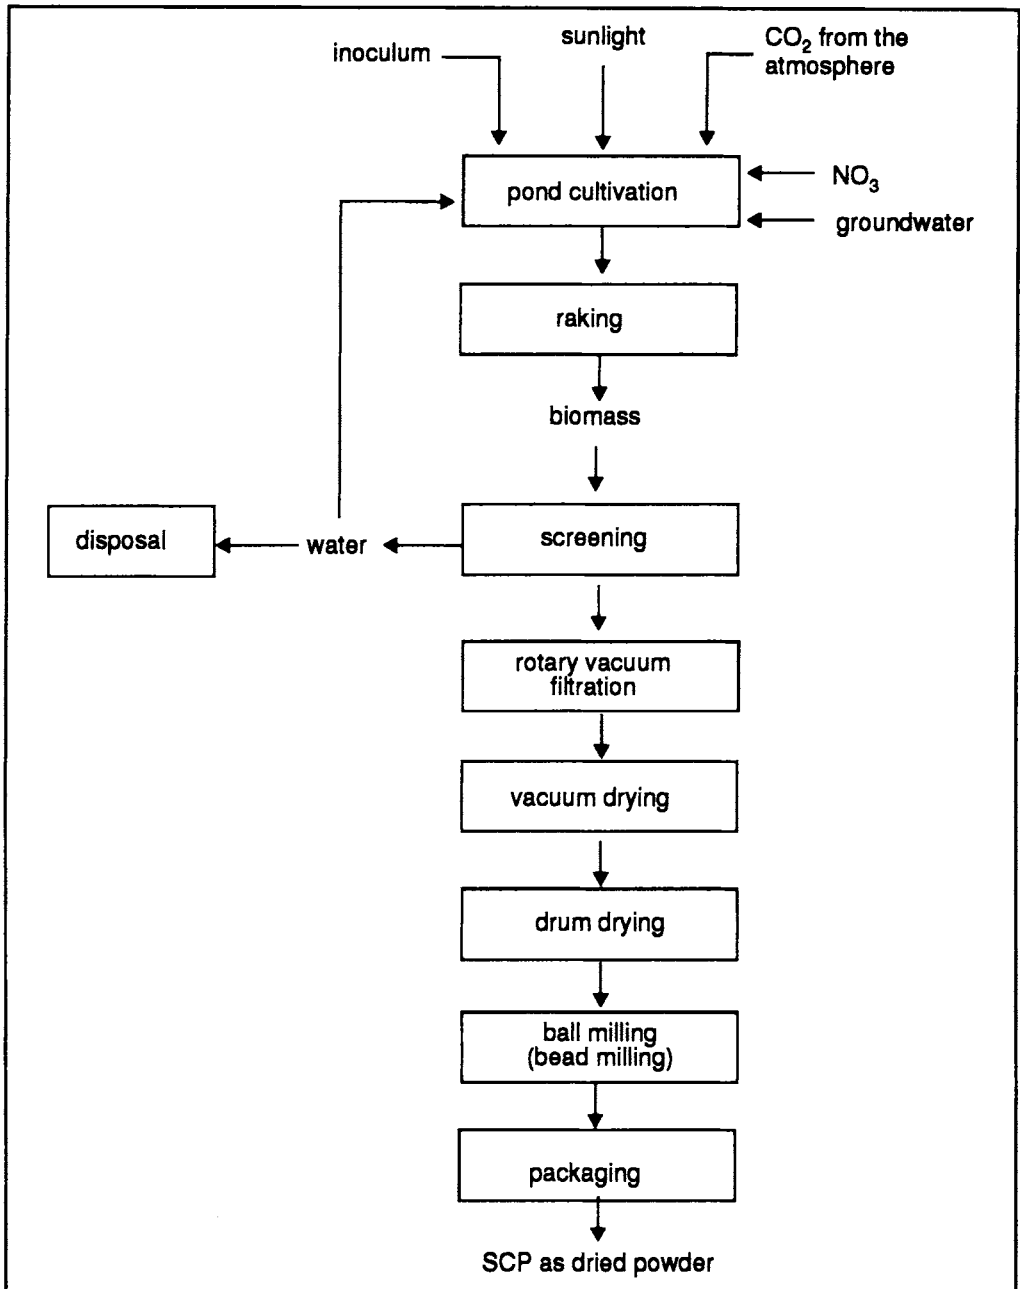 inoculum
sunlight
CO₂ from the
atmosphere
pond cultivation
NO₃
groundwater
raking
biomass
disposal
water
screening
rotary vacuum
filtration
vacuum drying
drum drying
ball milling
(bead milling)
packaging
SCP as dried powder